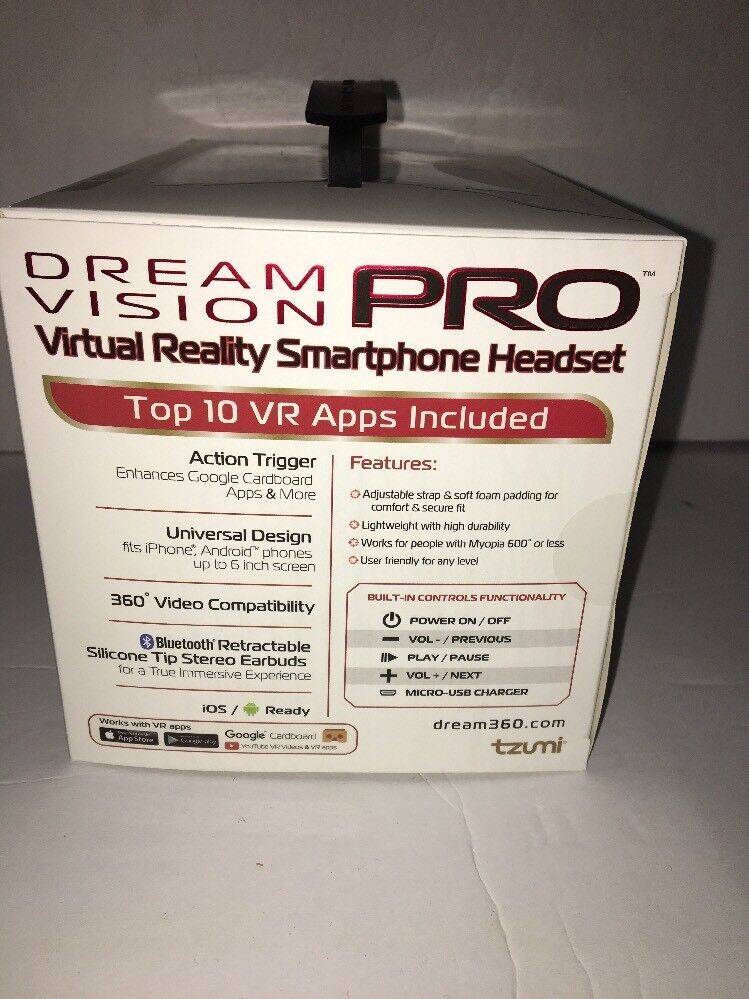 DREAM
VISION PRO™
Virtual Reality Smartphone Headset
Top 10 VR Apps Included
Action Trigger
Enhances Google Cardboard
Apps & More
Universal Design
fits iPhone®, Android™ phones
up to 6 inch screen
360° Video Compatibility
Bluetooth® Retractable
Silicone Tip Stereo Earbuds
for a True Immersive Experience
iOS / Ready
Works with VR apps
App Store
Google play
Google Cardboard
YouTube VR Videos & VR apps
Features:
Adjustable strap & soft foam padding for
comfort & secure fit
Lightweight with high durability
Works for people with Myopia 600° or less
User friendly for any level
BUILT-IN CONTROLS FUNCTIONALITY
POWER ON / OFF
VOL - / PREVIOUS
PLAY / PAUSE
VOL + / NEXT
MICRO-USB CHARGER
dream360.com
tzumi®